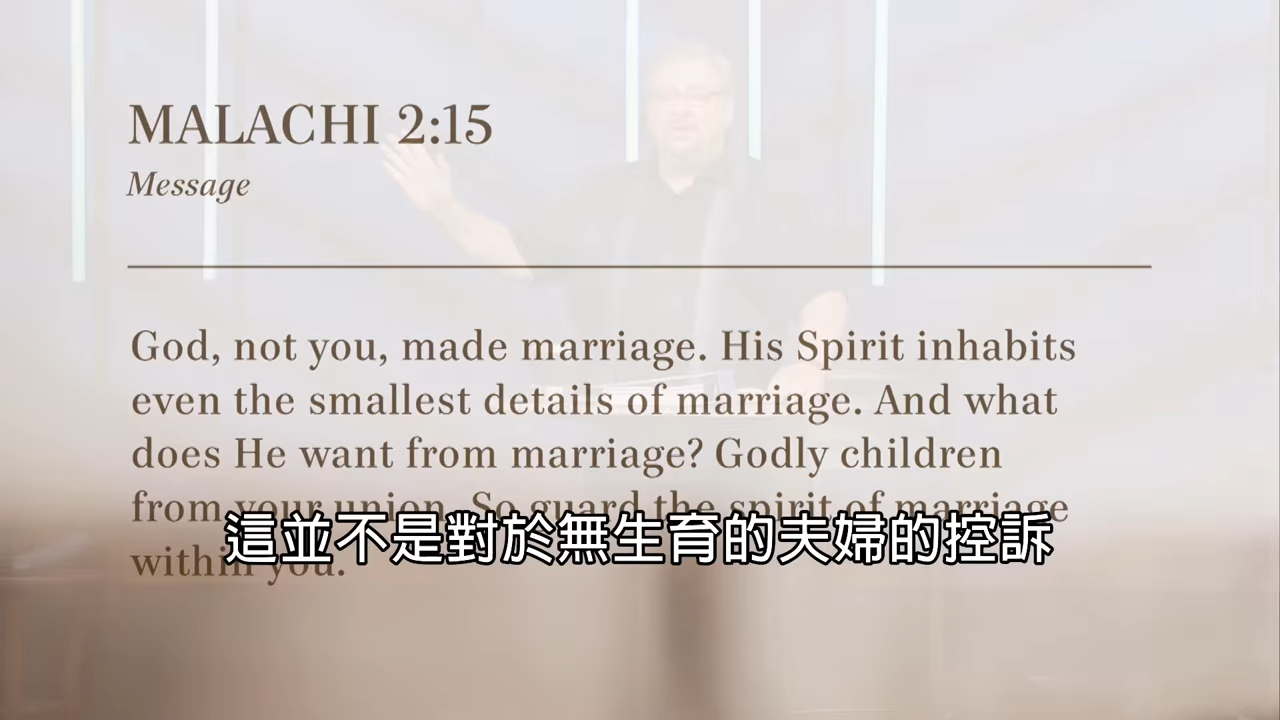 MALACHI 2:15
Message
God, not you, made marriage. His Spirit inhabits
even the smallest details of marriage. And what
does He want from marriage? Godly children
from your union. So guard the spirit of marriage
within you.
這並不是對於無生育的夫婦的控訴